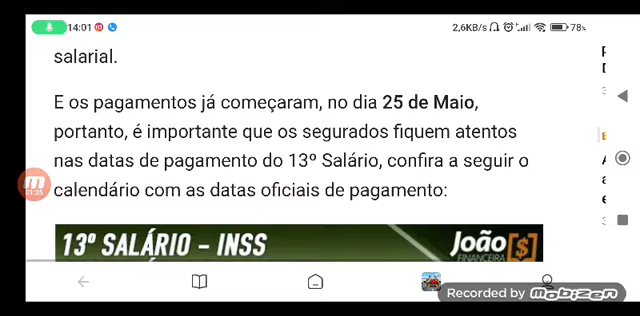 14:01
2,6KB/s
78%
salarial.
E os pagamentos já começaram, no dia 25 de Maio,
portanto, é importante que os segurados fiquem atentos
nas datas de pagamento do 13º Salário, confira a seguir o
calendário com as datas oficiais de pagamento:
01:35
13º SALÁRIO – INSS
João [$]
FINANCEIRA
Recorded by mobizen